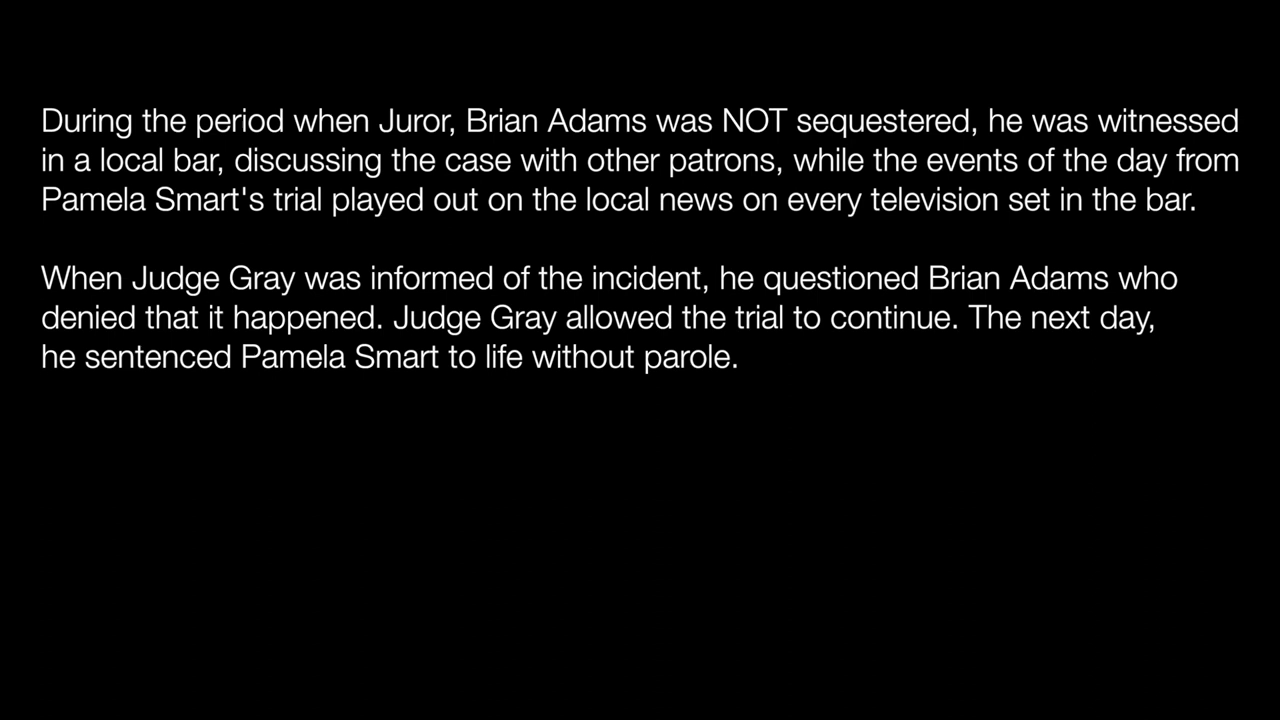 During the period when Juror, Brian Adams was NOT sequestered, he was witnessed
in a local bar, discussing the case with other patrons, while the events of the day from
Pamela Smart's trial played out on the local news on every television set in the bar.
When Judge Gray was informed of the incident, he questioned Brian Adams who
denied that it happened. Judge Gray allowed the trial to continue. The next day,
he sentenced Pamela Smart to life without parole.